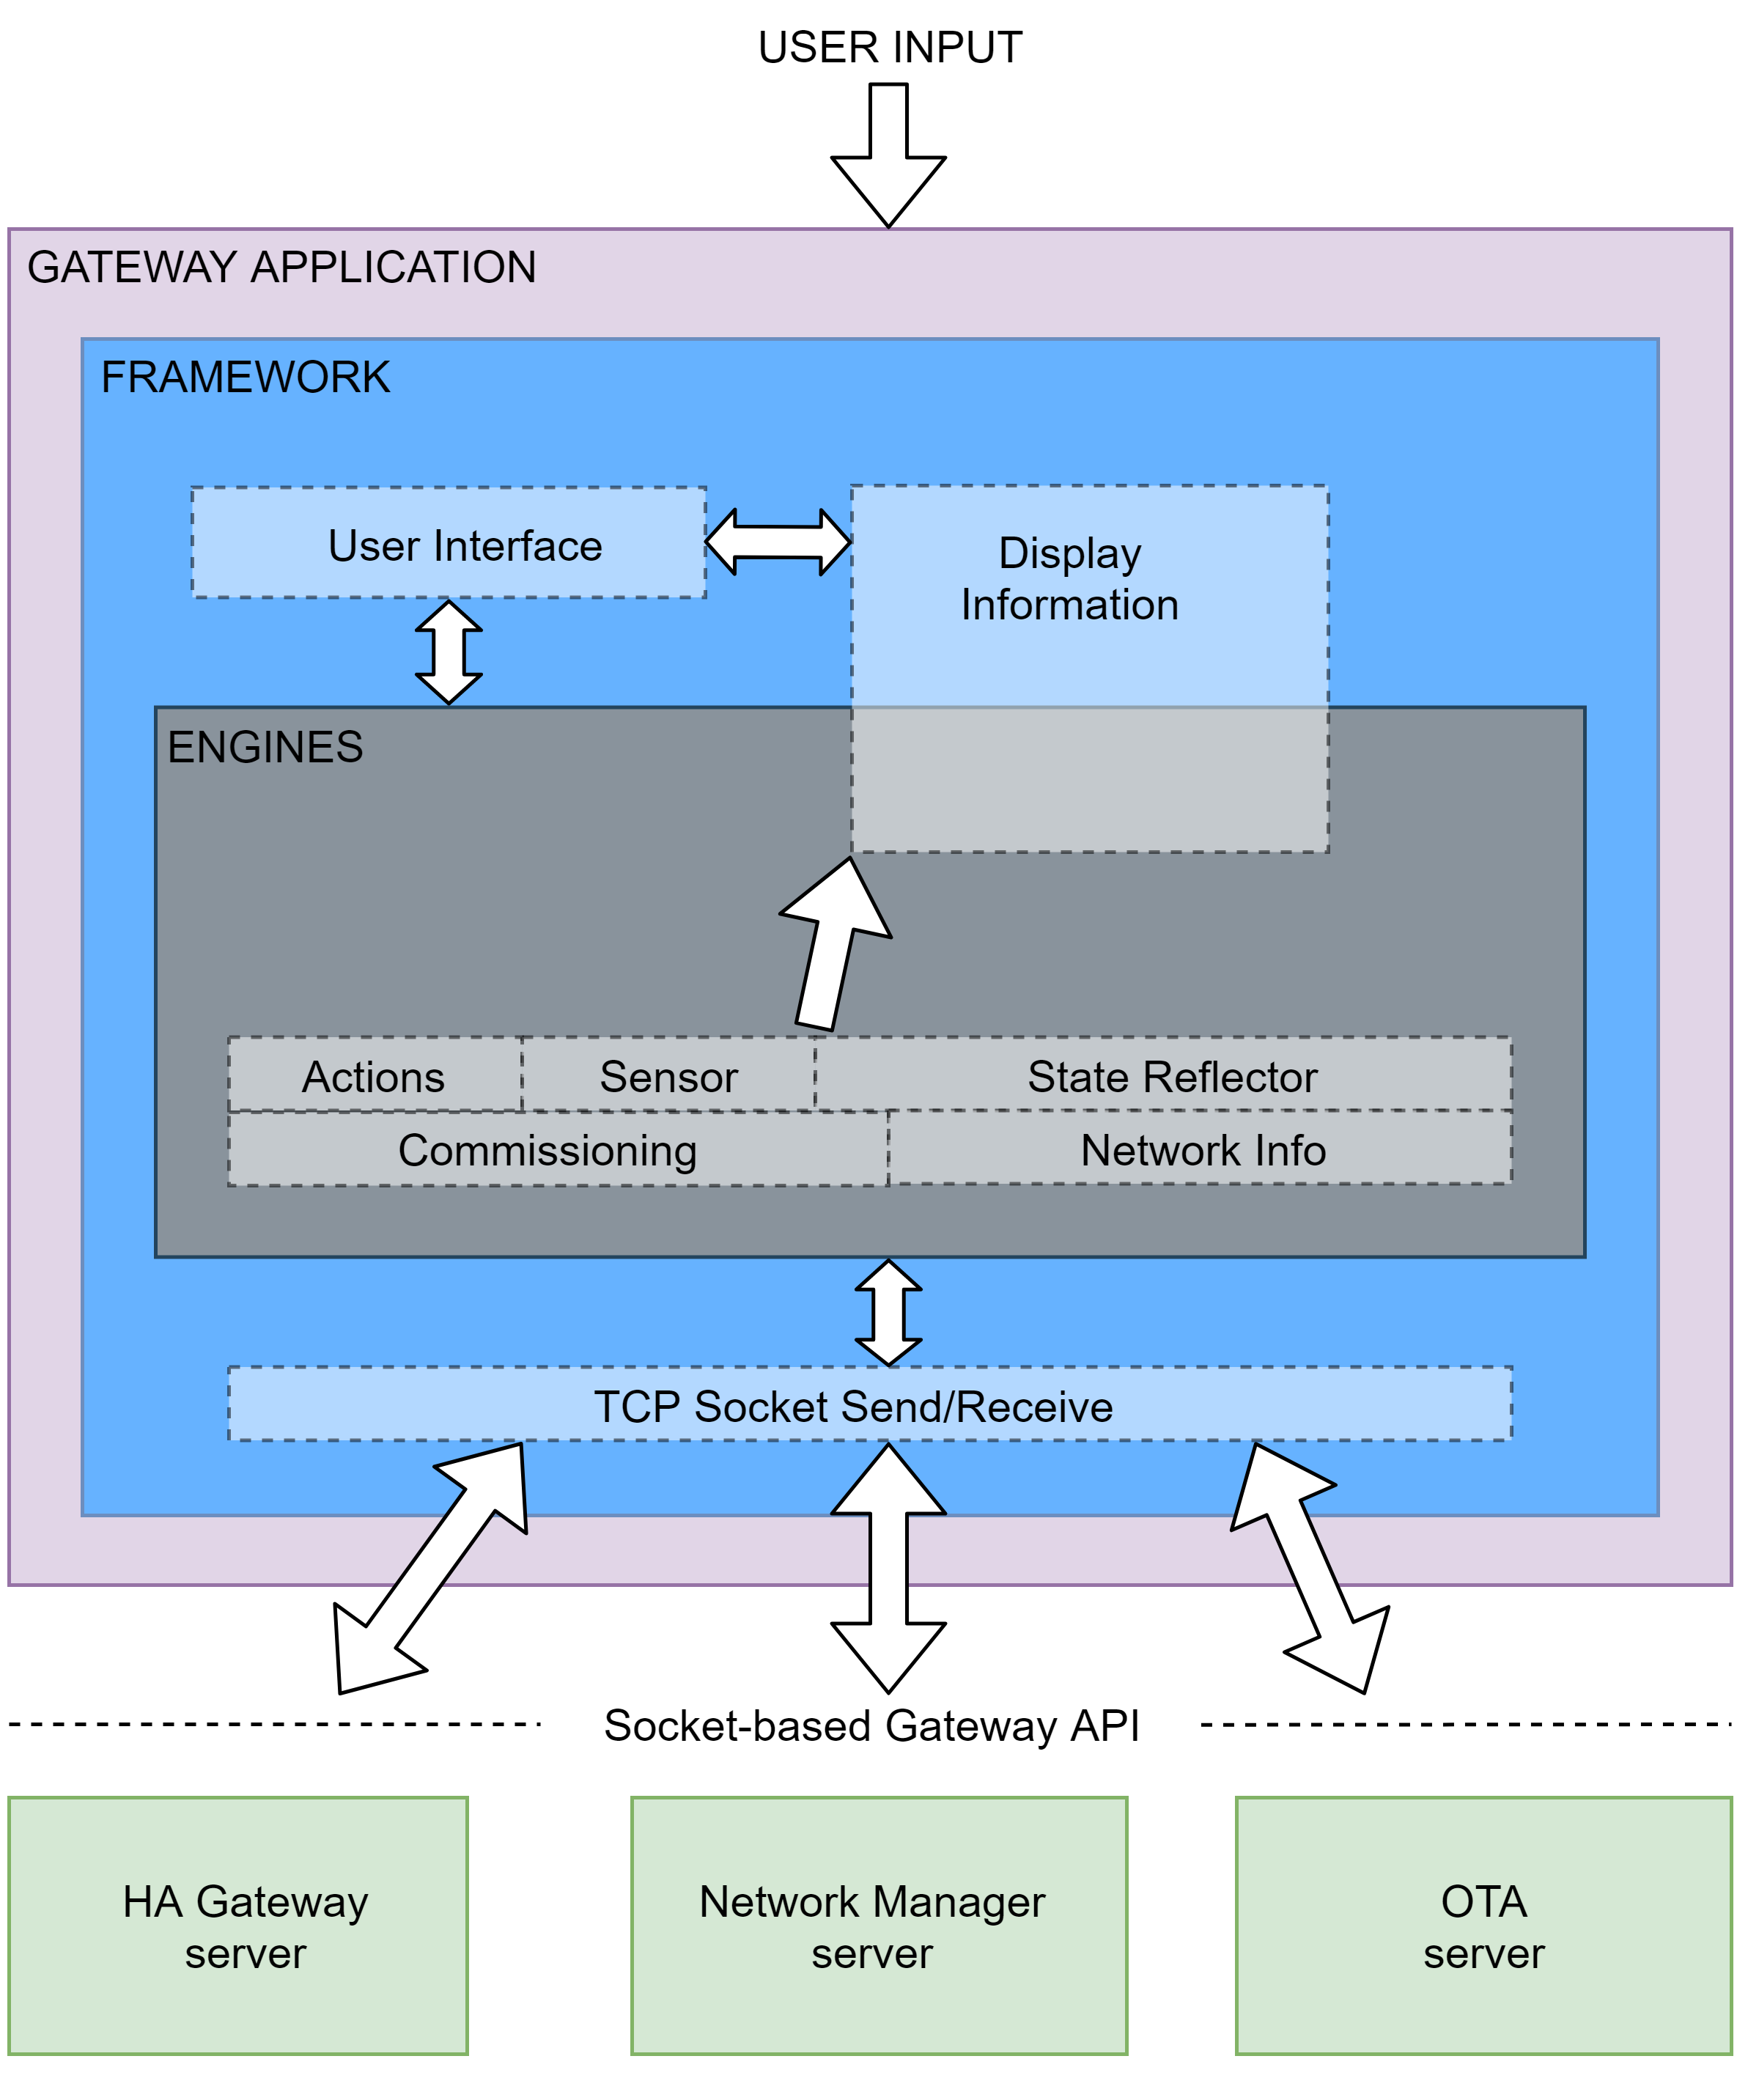 USER INPUT
GATEWAY APPLICATION
FRAMEWORK
User Interface
Display
Information
ENGINES
Actions
Sensor
State Reflector
Commissioning
Network Info
TCP Socket Send/Receive
Socket-based Gateway API
HA Gateway
server
Network Manager
server
OTA
server